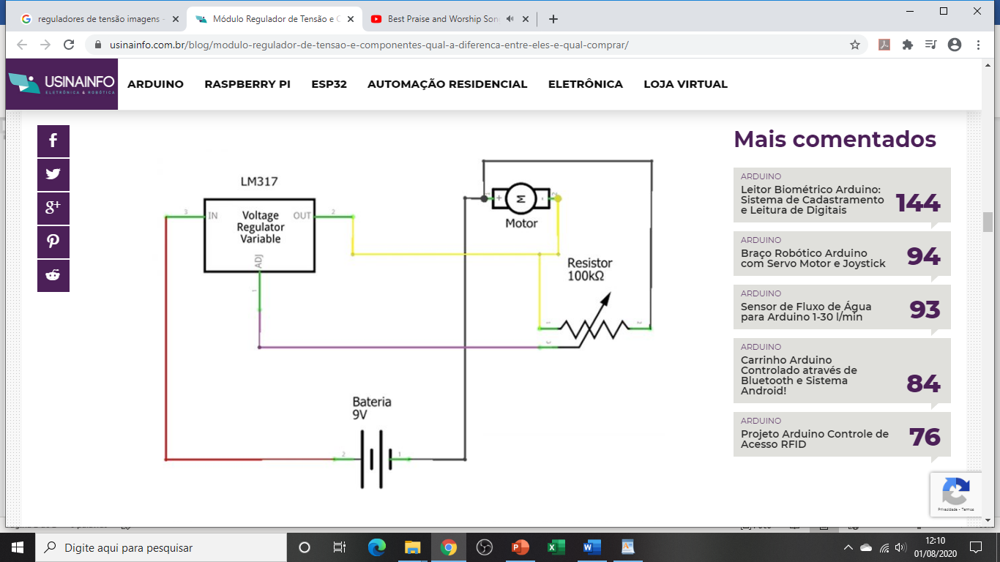 reguladores de tensão imagens -
Módulo Regulador de Tensão e C
Best Praise and Worship Son
usinainfo.com.br/blog/modulo-regulador-de-tensao-e-componentes-qual-a-diferenca-entre-eles-e-qual-comprar/
USINAINFO
ELETRÔNICA & ROBÓTICA
ARDUINO
RASPBERRY PI
ESP32
AUTOMAÇÃO RESIDENCIAL
ELETRÔNICA
LOJA VIRTUAL
LM317
3
IN
Voltage
Regulator
Variable
OUT
2
ADJ
1
1
+
M
-
2
Motor
Resistor
100kΩ
1
2
3
Bateria
9V
2
1
Mais comentados
ARDUINO
Leitor Biométrico Arduino:
Sistema de Cadastramento
e Leitura de Digitais
144
ARDUINO
Braço Robótico Arduino
com Servo Motor e Joystick
94
ARDUINO
Sensor de Fluxo de Água
para Arduino 1-30 l/min
93
ARDUINO
Carrinho Arduino
Controlado através de
Bluetooth e Sistema
Android!
84
ARDUINO
Projeto Arduino Controle de
Acesso RFID
76
Privacidade - Termos
Digite aqui para pesquisar
12:10
01/08/2020